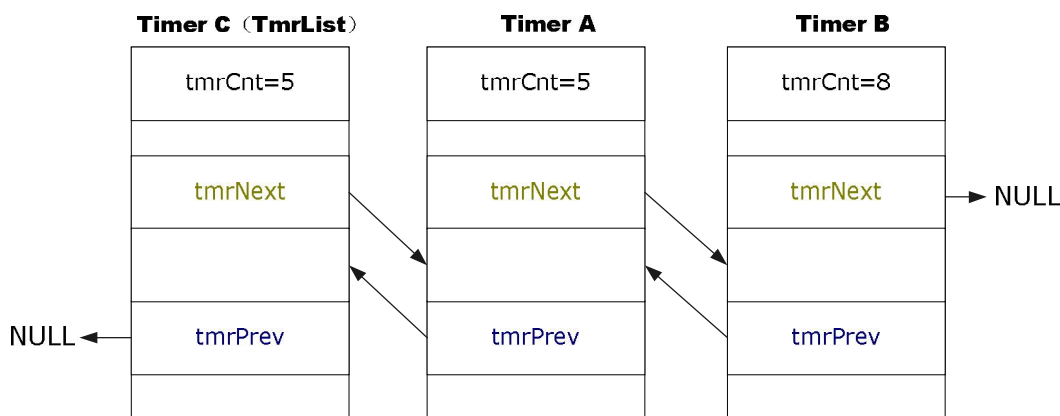 Timer C（TmrList） Timer A Timer B
tmrCnt=5 tmrCnt=5 tmrCnt=8
tmrNext tmrNext tmrNext NULL
NULL tmrPrev tmrPrev tmrPrev